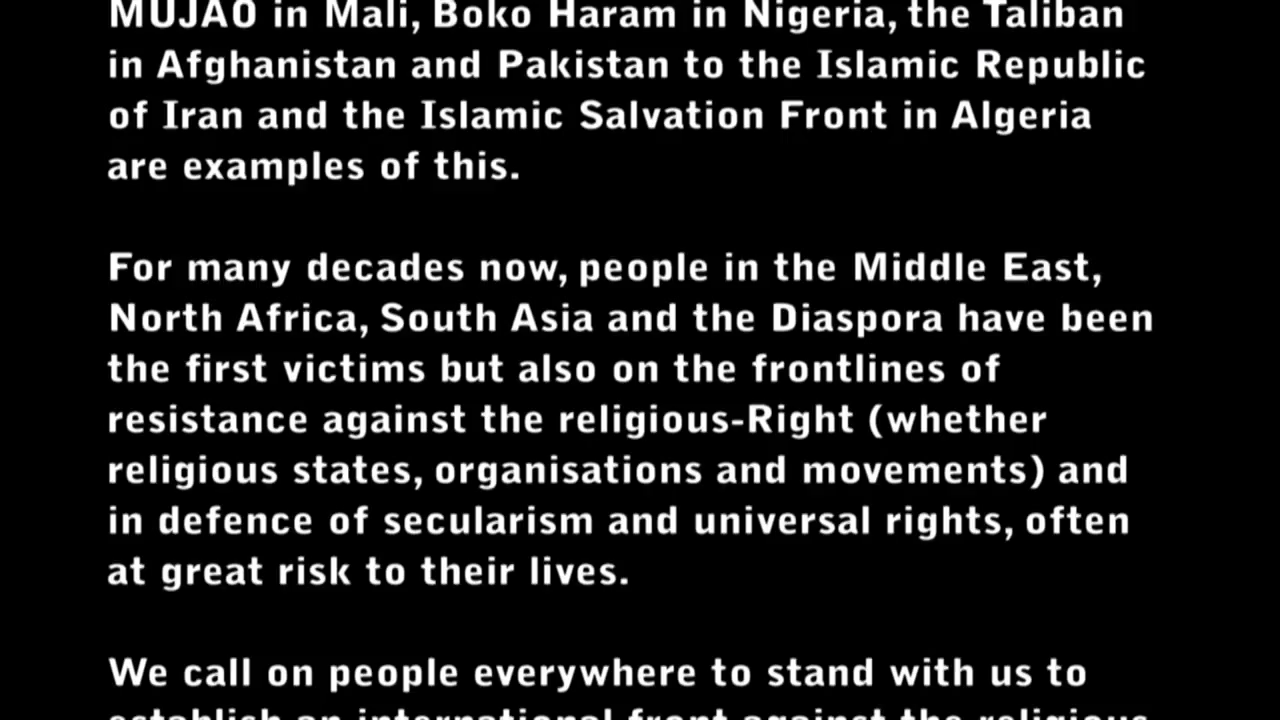 MUJAO in Mali, Boko Haram in Nigeria, the Taliban
in Afghanistan and Pakistan to the Islamic Republic
of Iran and the Islamic Salvation Front in Algeria
are examples of this.
For many decades now, people in the Middle East,
North Africa, South Asia and the Diaspora have been
the first victims but also on the frontlines of
resistance against the religious-Right (whether
religious states, organisations and movements) and
in defence of secularism and universal rights, often
at great risk to their lives.
We call on people everywhere to stand with us to
establish an international front against the religious